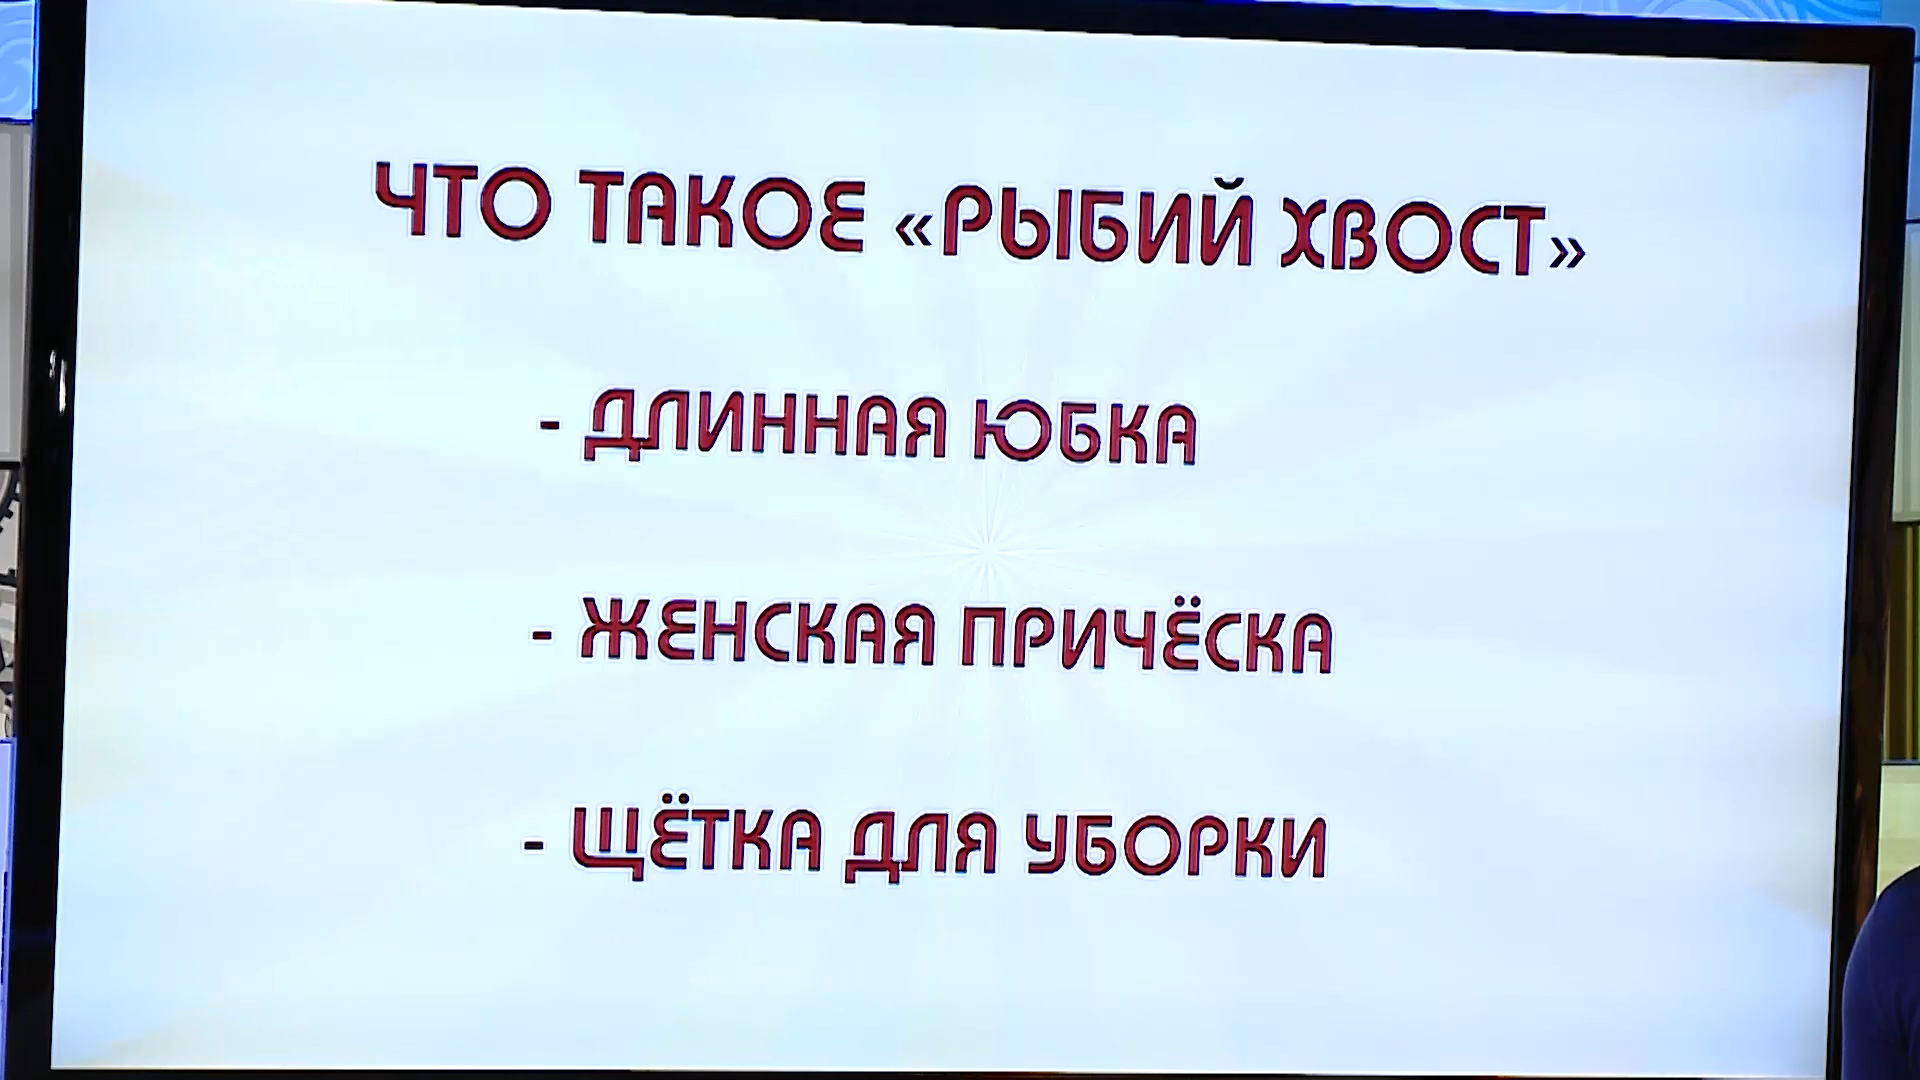 ЧТО ТАКОЕ «РЫБИЙ ХВОСТ»
- ДЛИННАЯ ЮБКА
- ЖЕНСКАЯ ПРИЧЁСКА
- ЩЁТКА ДЛЯ УБОРКИ